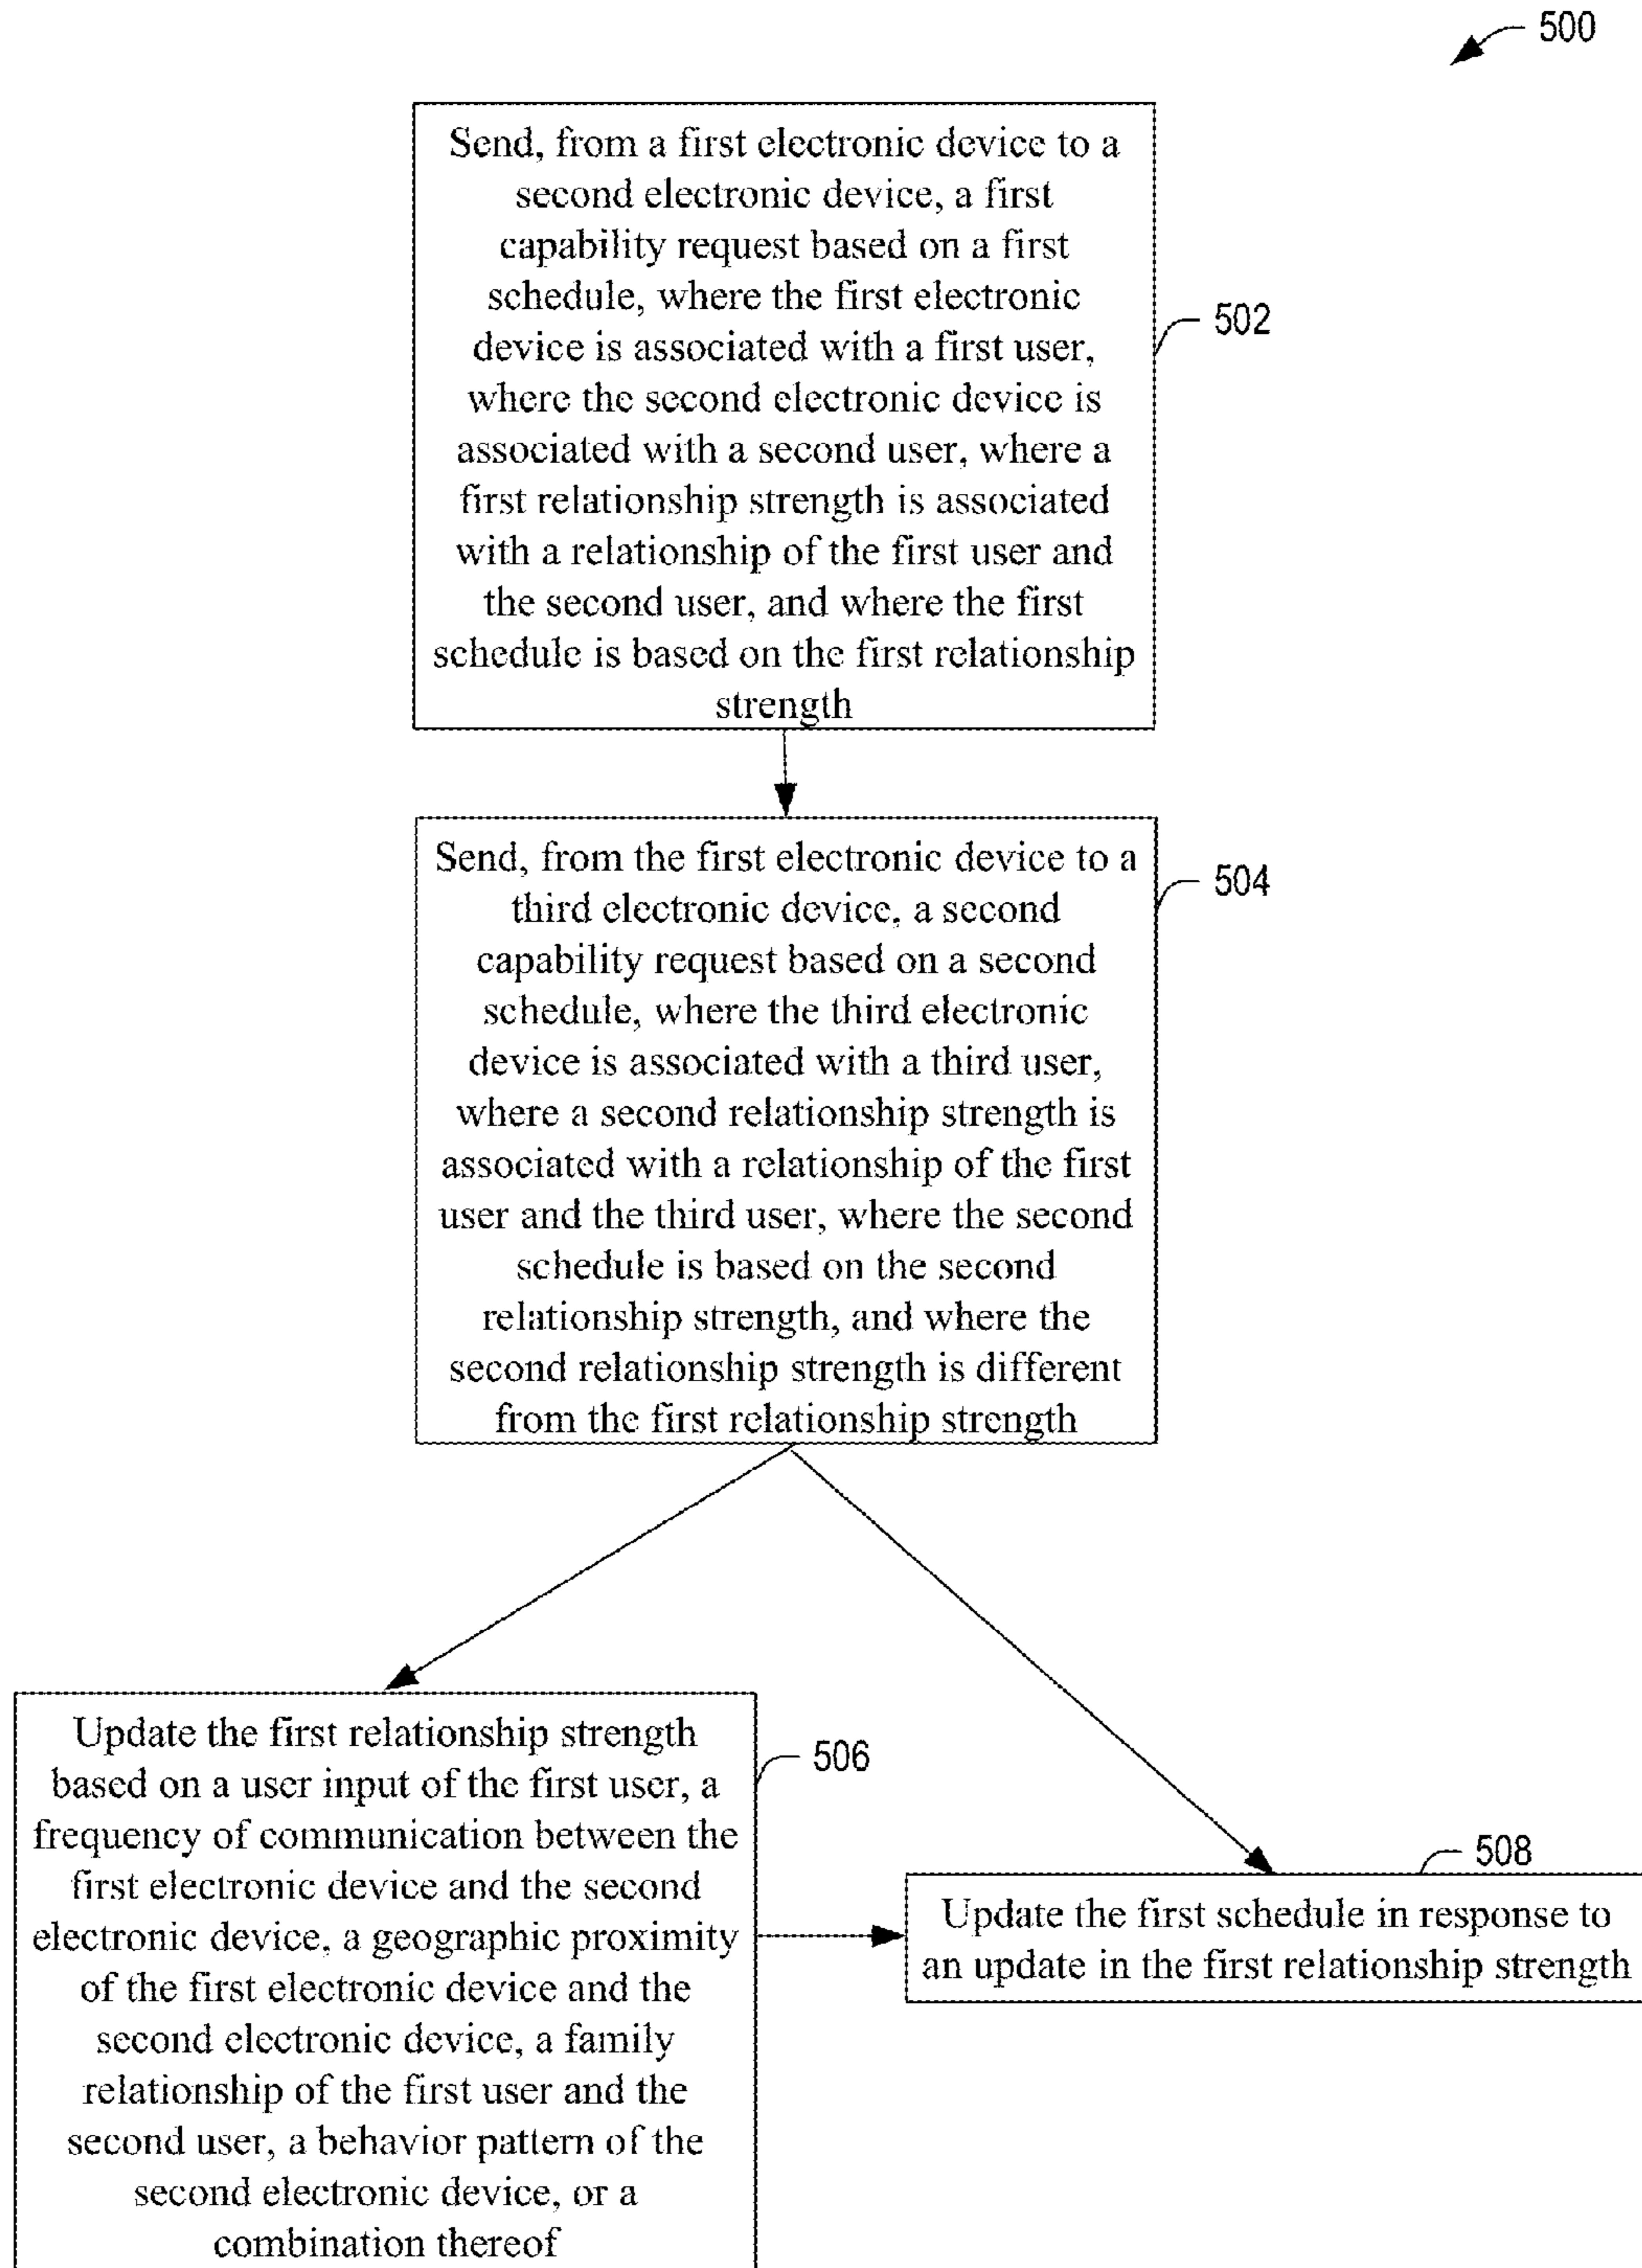 500
Send, from a first electronic device to a
second electronic device, a first
capability request based on a first
schedule, where the first electronic
device is associated with a first user,
where the second electronic device is
associated with a second user, where a
first relationship strength is associated
with a relationship of the first user and
the second user, and where the first
schedule is based on the first relationship
strength
502
Send, from the first electronic device to a
third electronic device, a second
capability request based on a second
schedule, where the third electronic
device is associated with a third user,
where a second relationship strength is
associated with a relationship of the first
user and the third user, where the second
schedule is based on the second
relationship strength, and where the
second relationship strength is different
from the first relationship strength
504
Update the first relationship strength
based on a user input of the first user, a
frequency of communication between the
first electronic device and the second
electronic device, a geographic proximity
of the first electronic device and the
second electronic device, a family
relationship of the first user and the
second user, a behavior pattern of the
second electronic device, or a
combination thereof
506
508
Update the first schedule in response to
an update in the first relationship strength